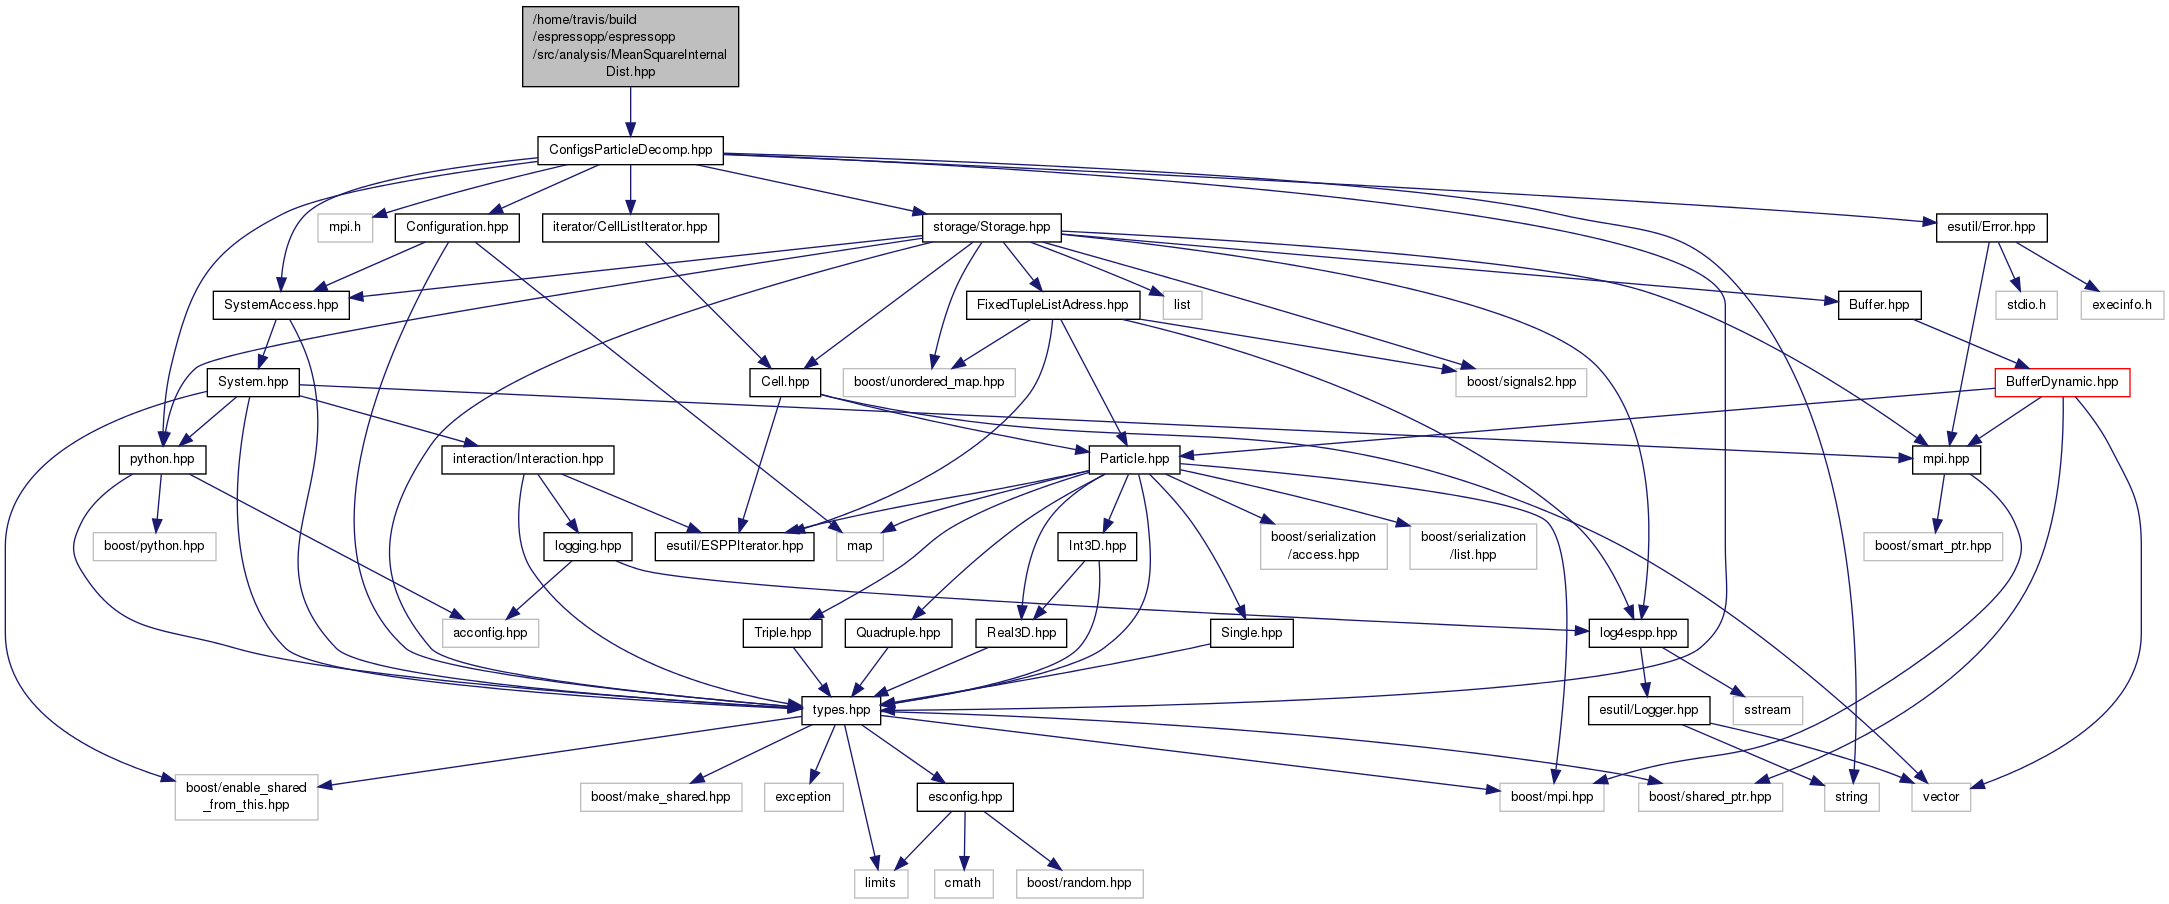 /home/travis/build
/espressopp/espressopp
/src/analysis/MeanSquareInternal
Dist.hpp
ConfigsParticleDecomp.hpp
mpi.h
Configuration.hpp
iterator/CellListIterator.hpp
storage/Storage.hpp
esutil/Error.hpp
SystemAccess.hpp
FixedTupleListAdress.hpp
list
Buffer.hpp
stdio.h
execinfo.h
System.hpp
Cell.hpp
boost/unordered_map.hpp
boost/signals2.hpp
BufferDynamic.hpp
python.hpp
interaction/Interaction.hpp
Particle.hpp
mpi.hpp
boost/python.hpp
logging.hpp
esutil/ESPPIterator.hpp
map
Int3D.hpp
boost/serialization
/access.hpp
boost/serialization
/list.hpp
boost/smart_ptr.hpp
acconfig.hpp
Triple.hpp
Quadruple.hpp
Real3D.hpp
Single.hpp
log4espp.hpp
types.hpp
esutil/Logger.hpp
sstream
boost/enable_shared
_from_this.hpp
boost/make_shared.hpp
exception
esconfig.hpp
boost/mpi.hpp
boost/shared_ptr.hpp
string
vector
limits
cmath
boost/random.hpp